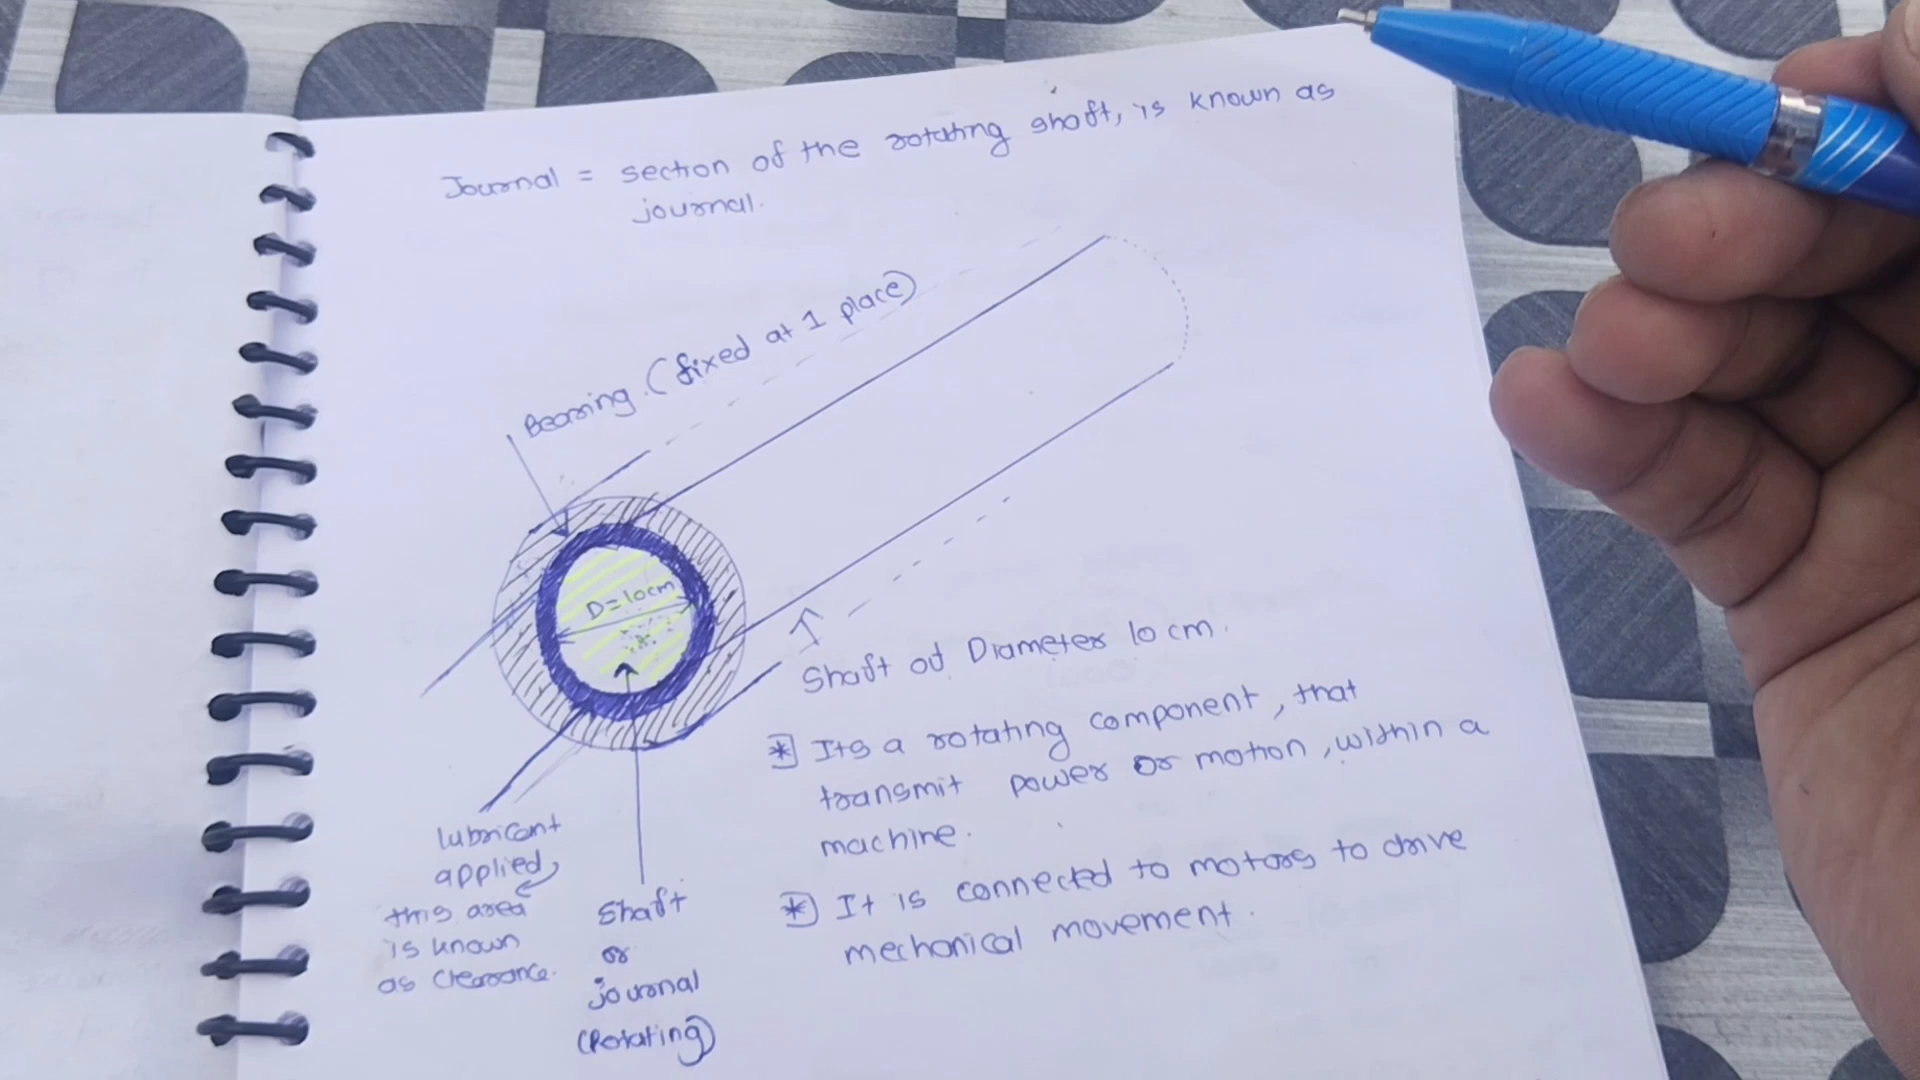 Journal = section of the rotating shaft, is known as
journal.
Bearing. (fixed at 1 place)
D=10cm
Shaft of Diameter 10 cm.
* Its a rotating component, that
transmit power or motion, within a
machine.
* It is connected to motors to drive
mechanical movement.
lubricant
applied
this area
is known
as clearance.
Shaft
or
journal
(Rotating)